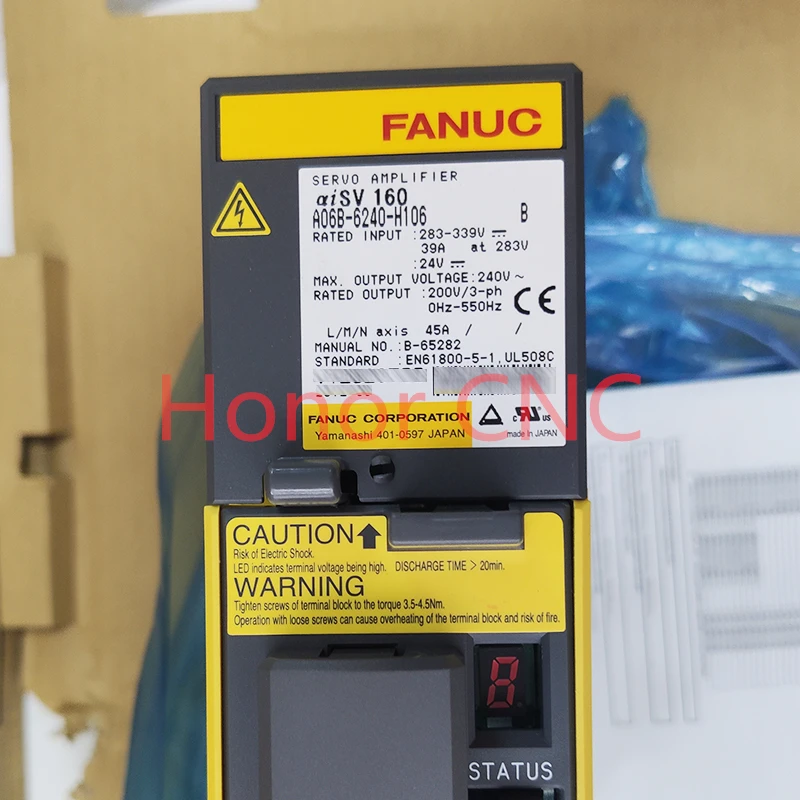 FANUC
SERVO AMPLIFIER
αiSV 160
A06B-6240-H106 B
RATED INPUT :283-339V⎓
39A at 283V
:24V⎓
MAX. OUTPUT VOLTAGE:240V~
RATED OUTPUT :200V/3-ph
0Hz-550Hz
CE
L/M/N axis 45A / /
MANUAL NO.:B-65282
STANDARD :EN61800-5-1,UL508C
Honor CNC
FANUC CORPORATION
Yamanashi 401-0597 JAPAN
c US
made in JAPAN
CAUTION
Risk of Electric Shock.
LED indicates terminal voltage being high. DISCHARGE TIME > 20min.
WARNING
Tighten screws of terminal block to the torque 3.5-4.5Nm.
Operation with loose screws can cause overheating of the terminal block and risk of fire.
8
STATUS